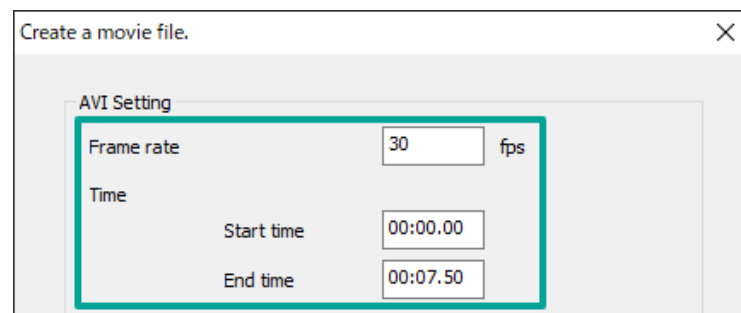 Create a movie file.
AVI Setting
Frame rate 30 fps
Time
Start time 00:00.00
End time 00:07.50